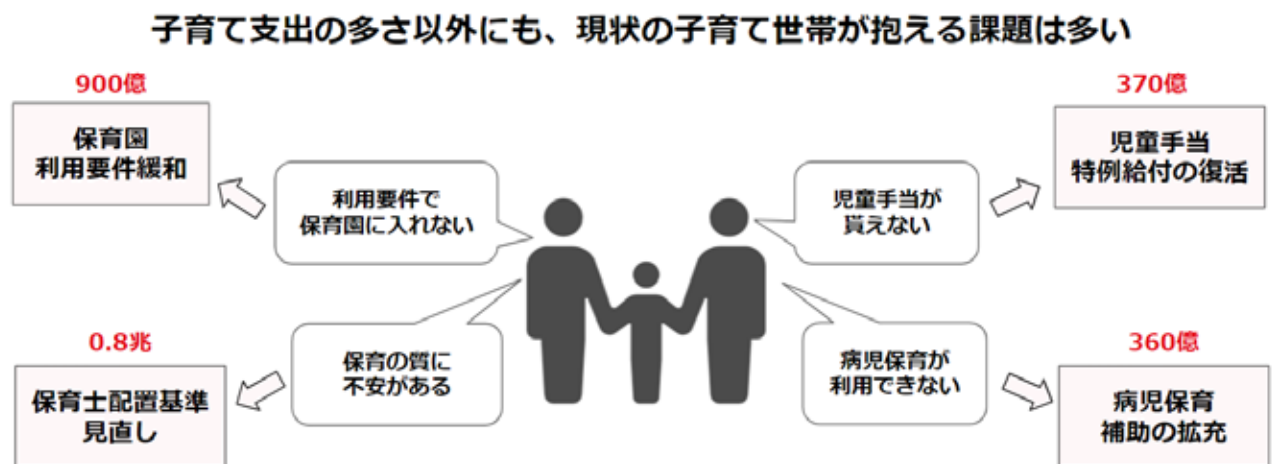 子育て支出の多さ以外にも、現状の子育て世帯が抱える課題は多い
900億
保育園
利用要件緩和
利用要件で
保育園に入れない
児童手当が
貰えない
370億
児童手当
特例給付の復活
0.8兆
保育士配置基準
見直し
保育の質に
不安がある
病児保育が
利用できない
360億
病児保育
補助の拡充